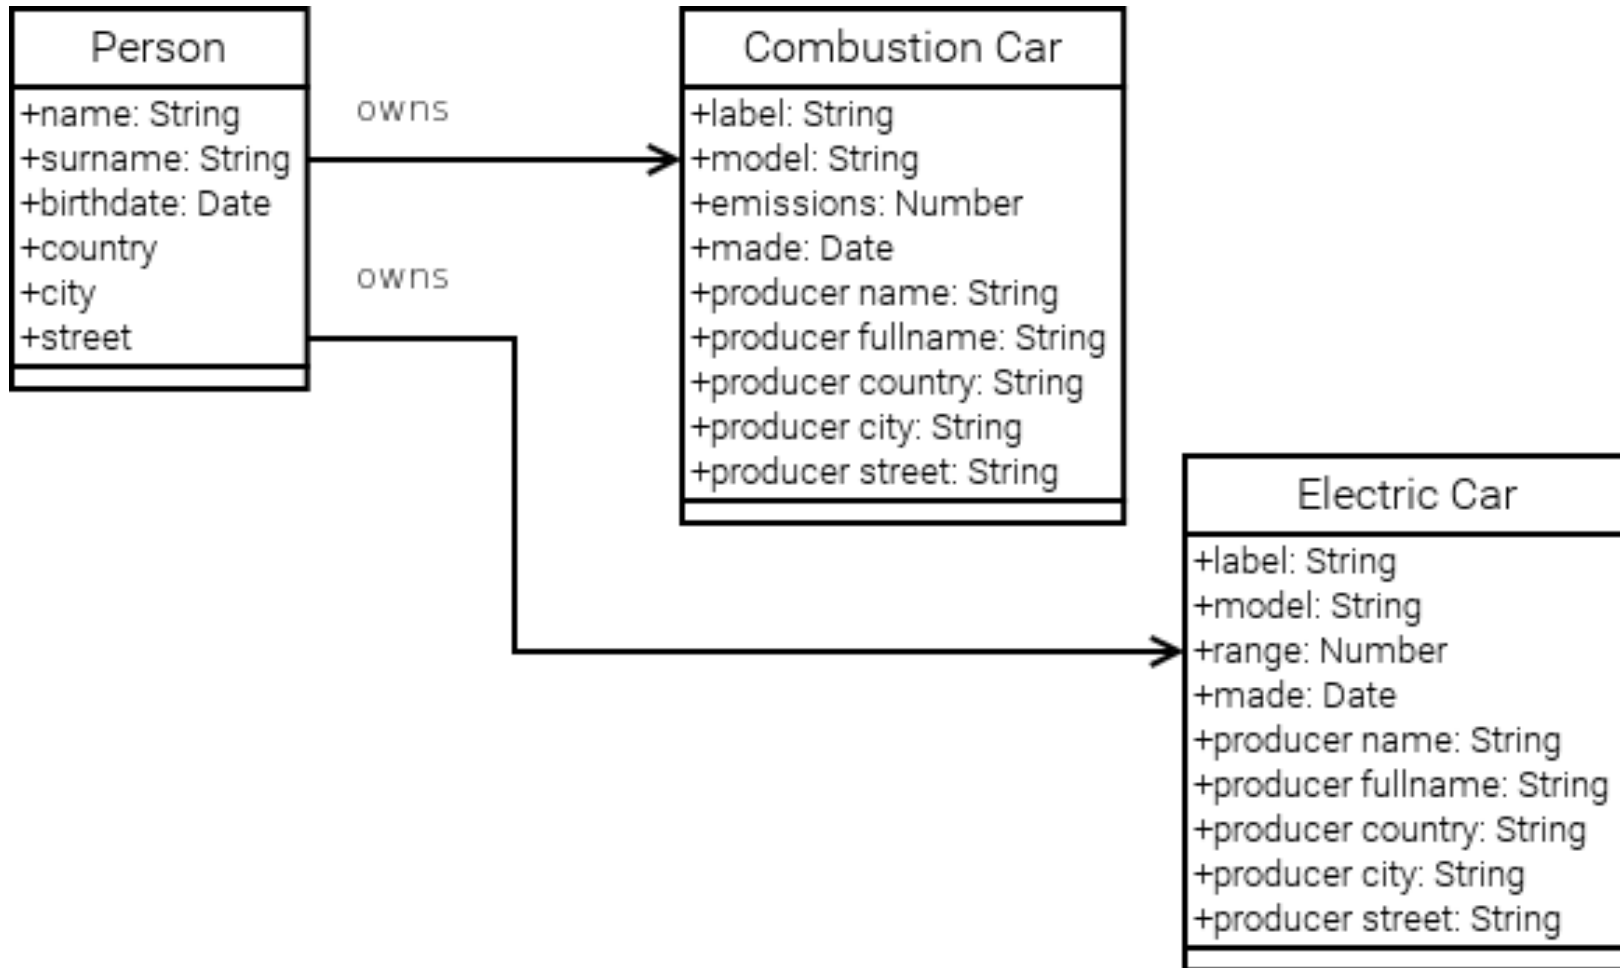 Person
+name: String
+surname: String
+birthdate: Date
+country
+city
+street
owns
owns
Combustion Car
+label: String
+model: String
+emissions: Number
+made: Date
+producer name: String
+producer fullname: String
+producer country: String
+producer city: String
+producer street: String
Electric Car
+label: String
+model: String
+range: Number
+made: Date
+producer name: String
+producer fullname: String
+producer country: String
+producer city: String
+producer street: String